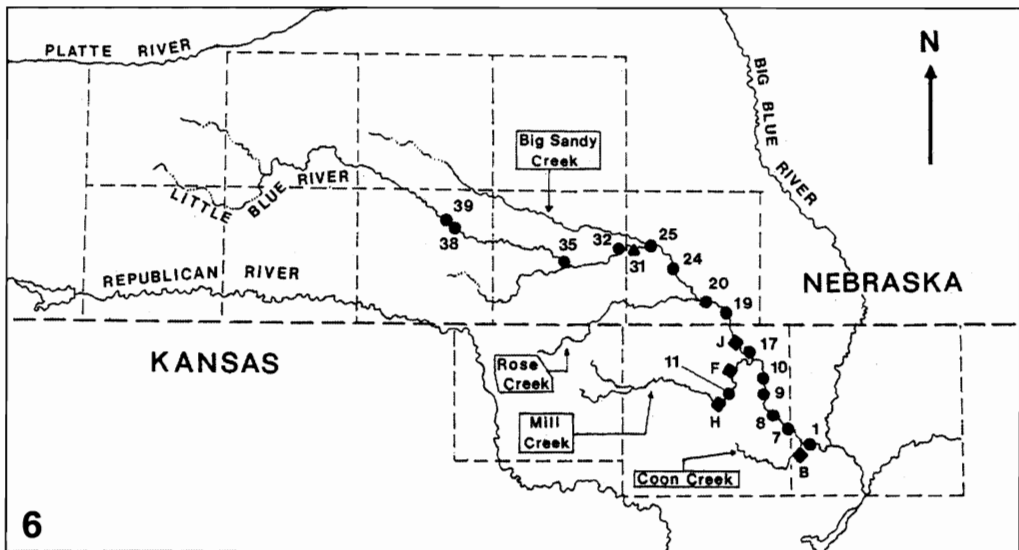 PLATTE RIVER
N
BIG BLUE RIVER
Big Sandy
Creek
LITTLE BLUE RIVER
39
38
35
32
31
25
24
20
19
REPUBLICAN RIVER
NEBRASKA
KANSAS
Rose
Creek
J
17
F
11
10
9
H
8
7
1
B
Mill
Creek
Coon Creek
6